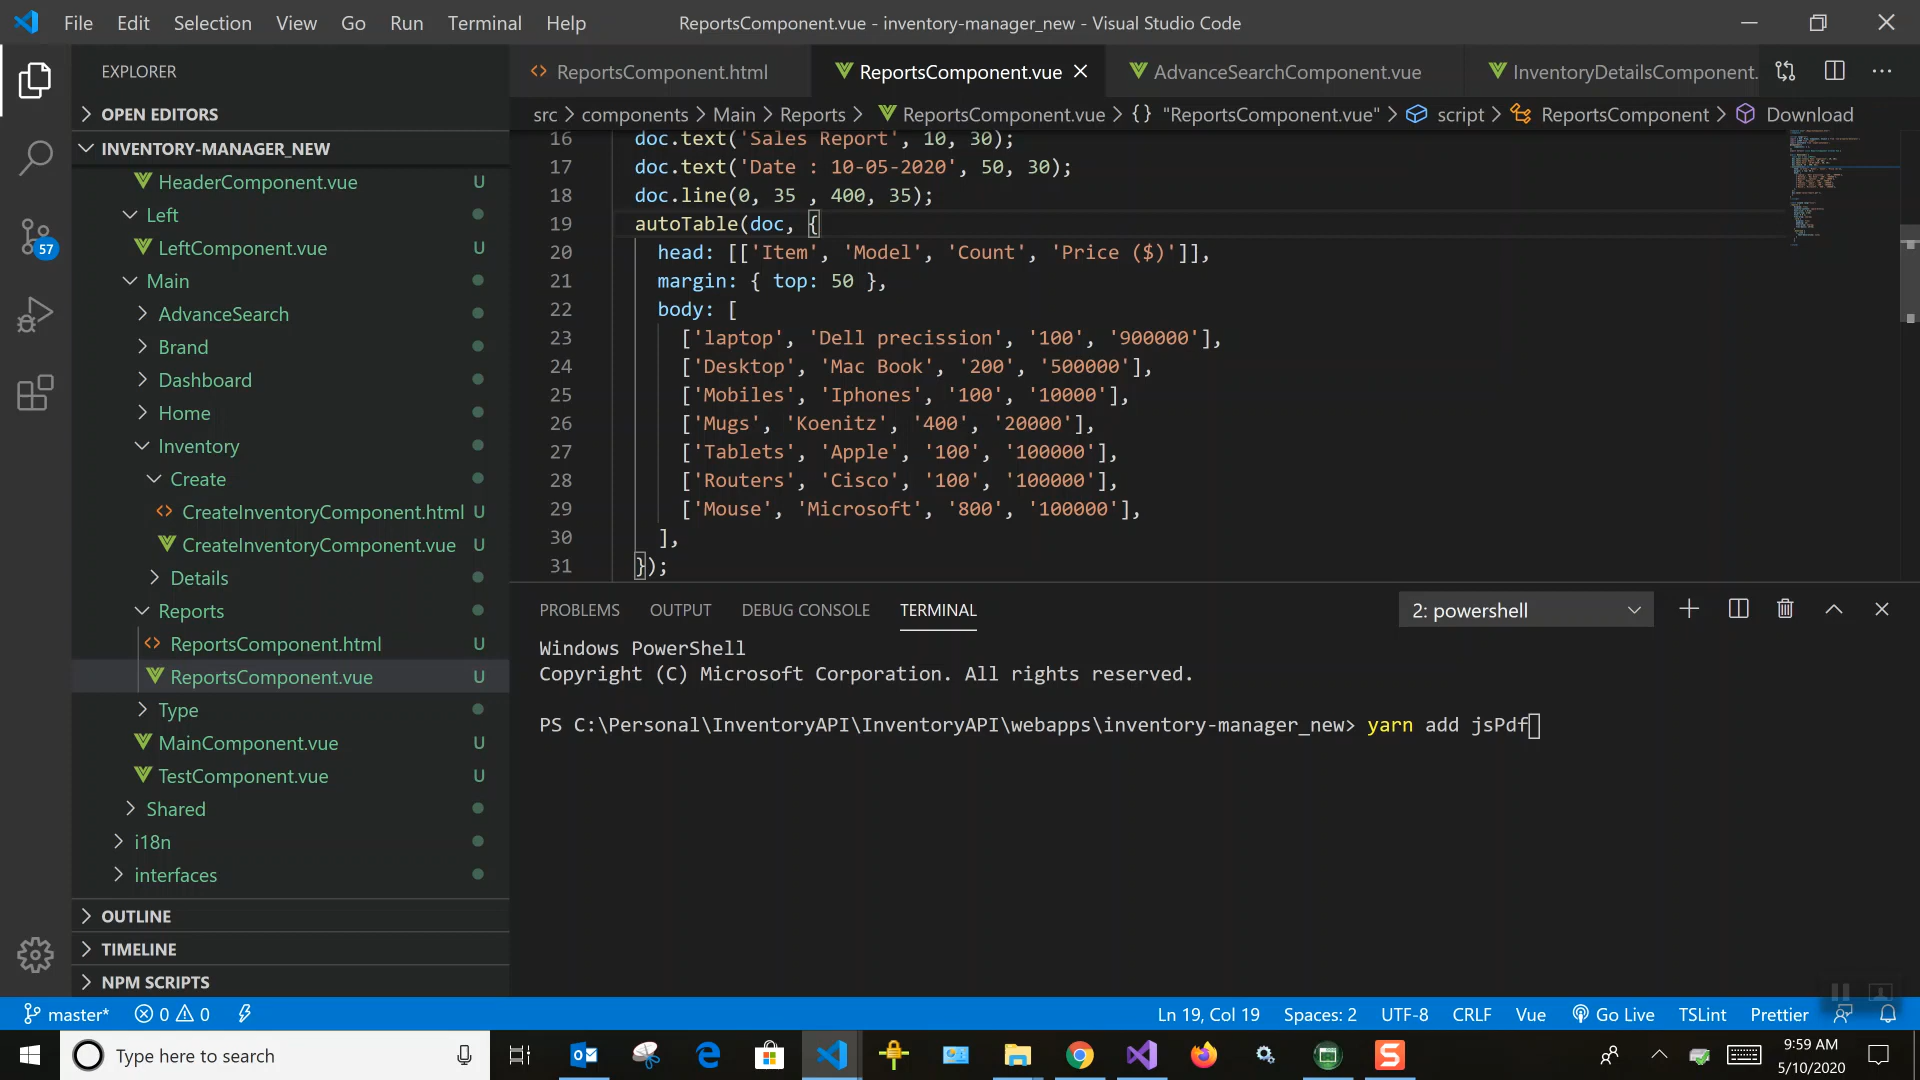 File Edit Selection View Go Run Terminal Help
ReportsComponent.vue - inventory-manager_new - Visual Studio Code
EXPLORER
OPEN EDITORS
INVENTORY-MANAGER_NEW
HeaderComponent.vue U
Left
LeftComponent.vue U
Main
AdvanceSearch
Brand
Dashboard
Home
Inventory
Create
CreateInventoryComponent.html U
CreateInventoryComponent.vue U
Details
Reports
ReportsComponent.html U
ReportsComponent.vue U
Type
MainComponent.vue U
TestComponent.vue U
Shared
i18n
interfaces
OUTLINE
TIMELINE
NPM SCRIPTS
57
ReportsComponent.html ReportsComponent.vue AdvanceSearchComponent.vue InventoryDetailsComponent.
src > components > Main > Reports > ReportsComponent.vue > {} "ReportsComponent.vue" > script > ReportsComponent > Download
16 doc.text('Sales Report', 10, 30);
17 doc.text('Date : 10-05-2020', 50, 30);
18 doc.line(0, 35 , 400, 35);
19 autoTable(doc, {
20 head: [['Item', 'Model', 'Count', 'Price ($)']],
21 margin: { top: 50 },
22 body: [
23 ['laptop', 'Dell precission', '100', '900000'],
24 ['Desktop', 'Mac Book', '200', '500000'],
25 ['Mobiles', 'Iphones', '100', '10000'],
26 ['Mugs', 'Koenitz', '400', '20000'],
27 ['Tablets', 'Apple', '100', '100000'],
28 ['Routers', 'Cisco', '100', '100000'],
29 ['Mouse', 'Microsoft', '800', '100000'],
30 ],
31 });
PROBLEMS OUTPUT DEBUG CONSOLE TERMINAL 2: powershell
Windows PowerShell
Copyright (C) Microsoft Corporation. All rights reserved.
PS C:\Personal\InventoryAPI\InventoryAPI\webapps\inventory-manager_new> yarn add jsPdf
master* 0 0 Ln 19, Col 19 Spaces: 2 UTF-8 CRLF Vue Go Live TSLint Prettier
Type here to search
9:59 AM
5/10/2020